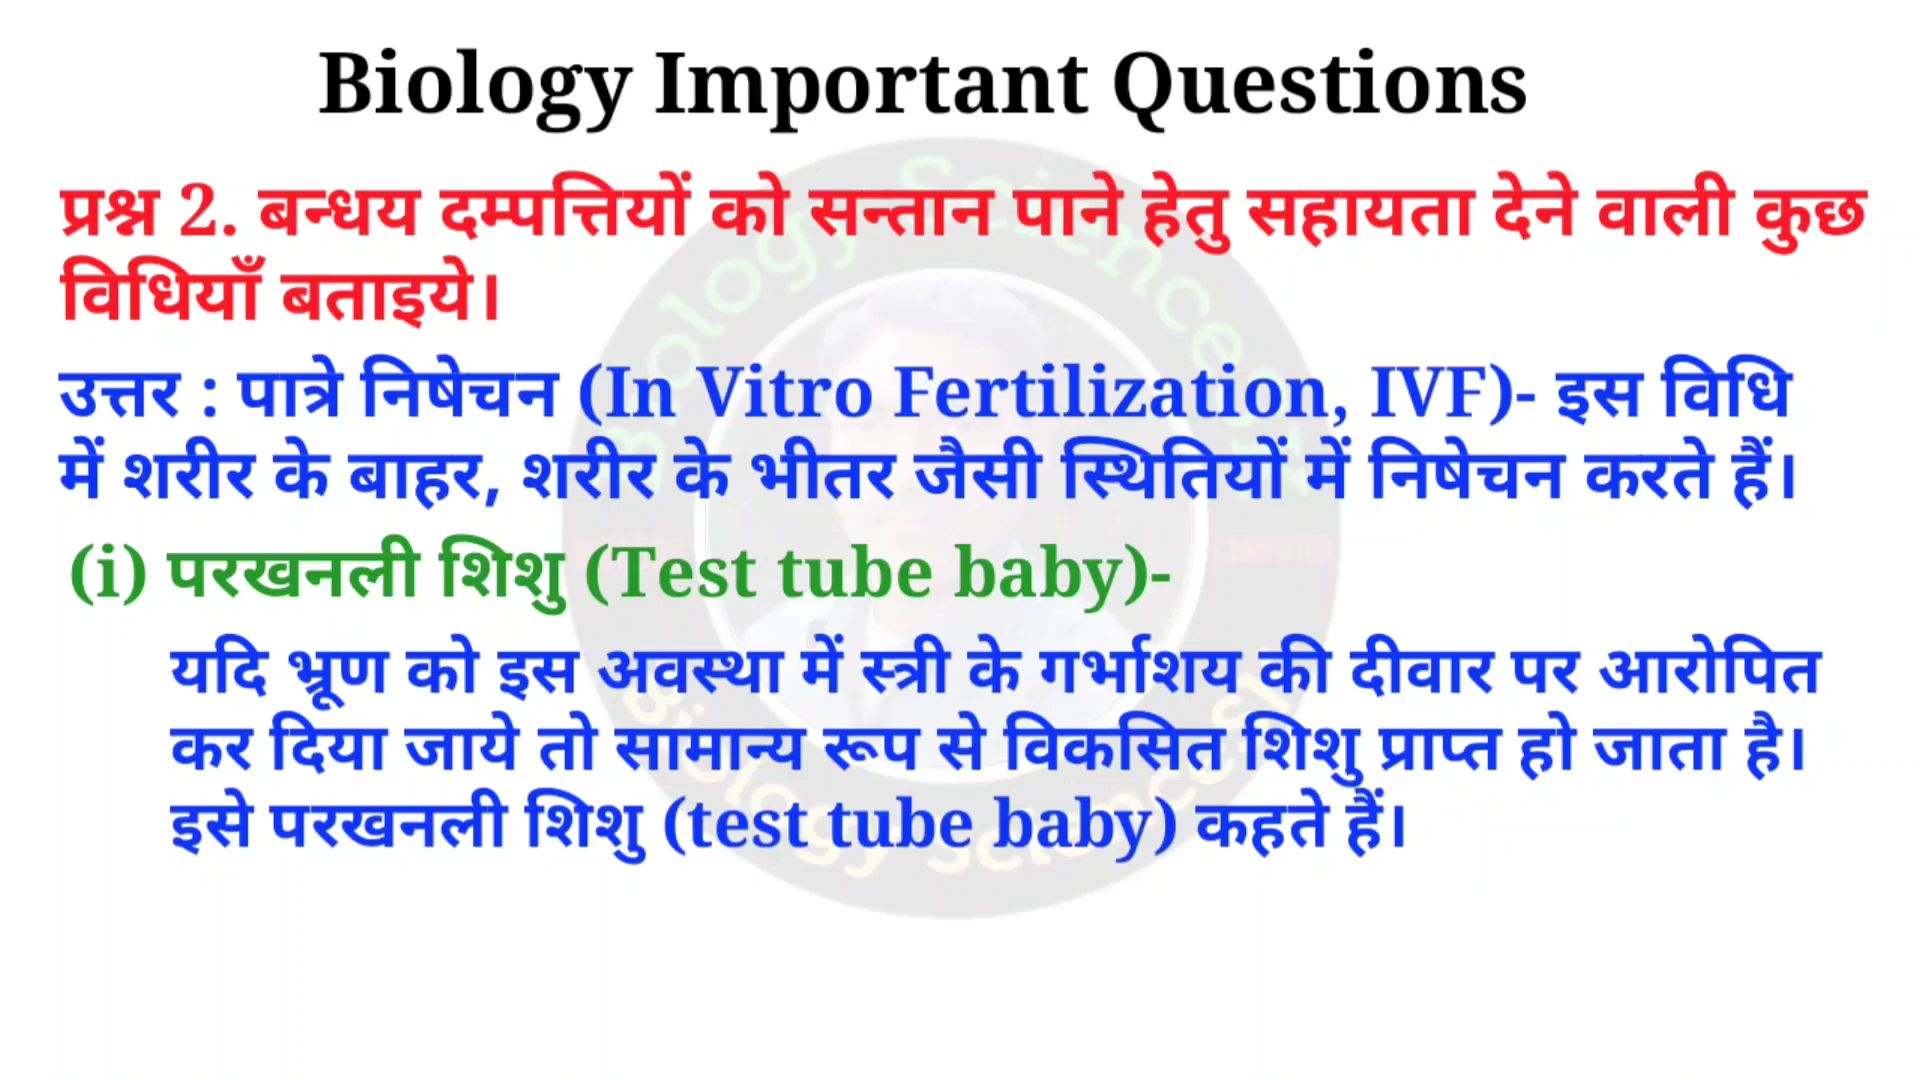 Biology Important Questions
प्रश्न 2. बन्धय दम्पत्तियों को सन्तान पाने हेतु सहायता देने वाली कुछ
विधियाँ बताइये।
उत्तर : पात्रे निषेचन (In Vitro Fertilization, IVF)- इस विधि
में शरीर के बाहर, शरीर के भीतर जैसी स्थितियों में निषेचन करते हैं।
(i) परखनली शिशु (Test tube baby)-
यदि भ्रूण को इस अवस्था में स्त्री के गर्भाशय की दीवार पर आरोपित
कर दिया जाये तो सामान्य रूप से विकसित शिशु प्राप्त हो जाता है।
इसे परखनली शिशु (test tube baby) कहते हैं।